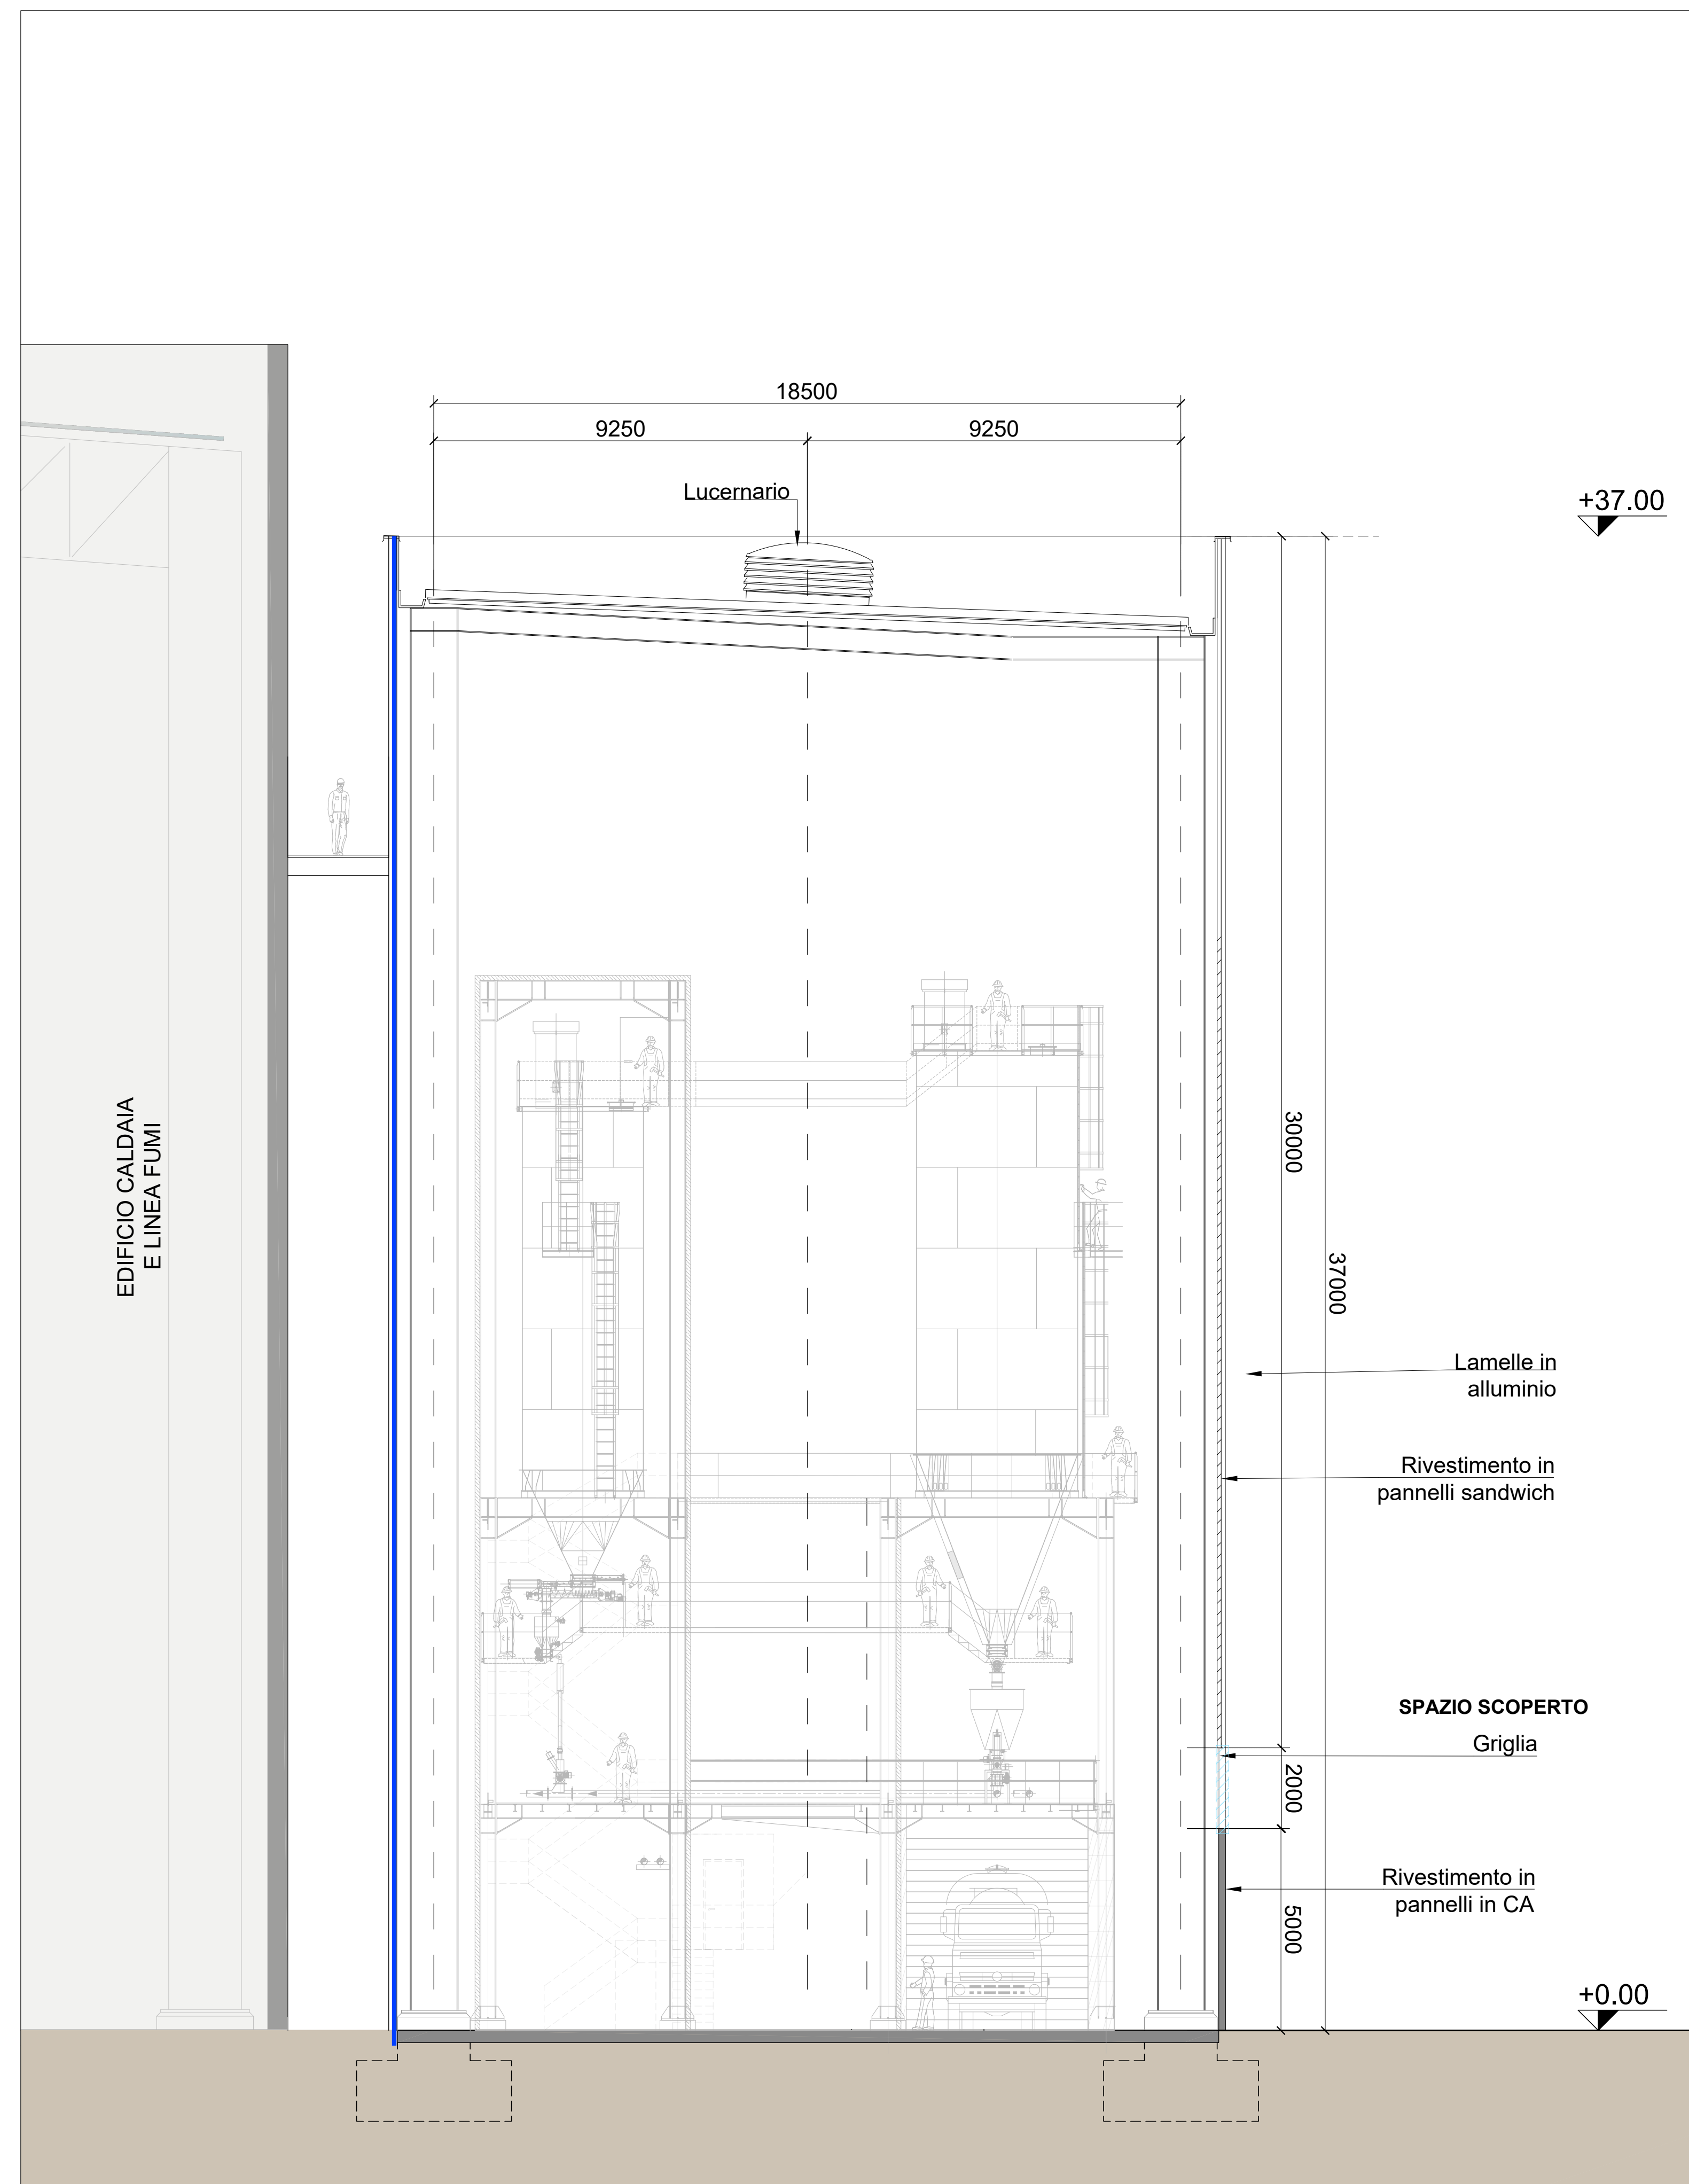 18500
9250
9250
Lucernario
+37.00
EDIFICIO CALDAIA
E LINEA FUMI
30000
37000
Lamelle in
alluminio
Rivestimento in
pannelli sandwich
SPAZIO SCOPERTO
Griglia
2000
Rivestimento in
pannelli in CA
5000
+0.00